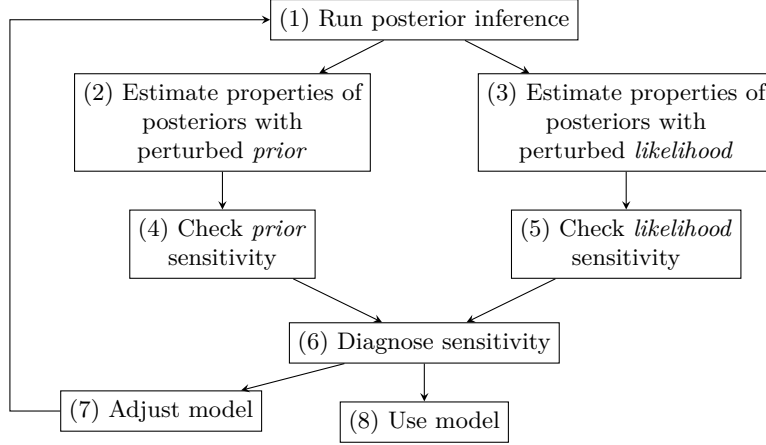 (1) Run posterior inference
(2) Estimate properties of
posteriors with
perturbed prior
(3) Estimate properties of
posteriors with
perturbed likelihood
(4) Check prior
sensitivity
(5) Check likelihood
sensitivity
(6) Diagnose sensitivity
(7) Adjust model
(8) Use model